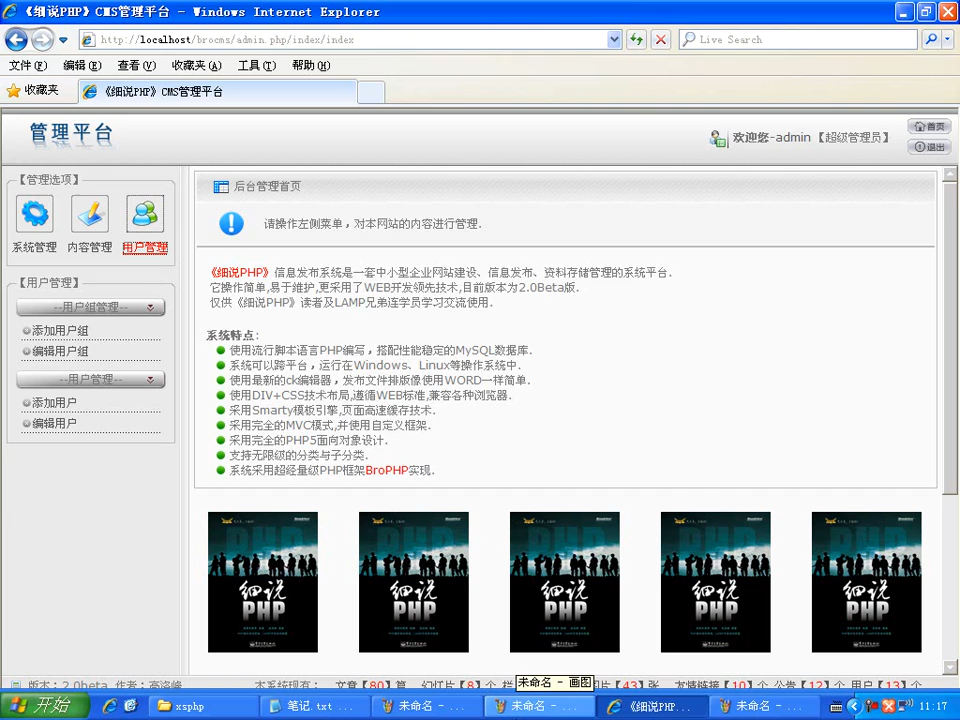 《细说PHP》CMS管理平台 - Windows Internet Explorer
http://localhost/brocms/admin.php/index/index
Live Search
文件(F) 编辑(E) 查看(V) 收藏夹(A) 工具(T) 帮助(H)
收藏夹 《细说PHP》CMS管理平台
管理平台
欢迎您-admin 【超级管理员】
首页
退出
【管理选项】
系统管理 内容管理 用户管理
【用户管理】
--用户组管理--
添加用户组
编辑用户组
--用户管理--
添加用户
编辑用户
后台管理首页
请操作左侧菜单，对本网站的内容进行管理.
《细说PHP》信息发布系统是一套中小型企业网站建设、信息发布、资料存储管理的系统平台.
它操作简单,易于维护,更采用了WEB开发领先技术,目前版本为2.0Beta版.
仅供《细说PHP》读者及LAMP兄弟连学员学习交流使用.
系统特点:
使用流行脚本语言PHP编写，搭配性能稳定的MySQL数据库.
系统可以跨平台，运行在Windows、Linux等操作系统中.
使用最新的ck编辑器，发布文件排版像使用WORD一样简单.
使用DIV+CSS技术布局,遵循WEB标准,兼容各种浏览器.
采用Smarty模板引擎,页面高速缓存技术.
采用完全的MVC模式,并使用自定义框架.
采用完全的PHP5面向对象设计.
支持无限级的分类与子分类.
系统采用超轻量级PHP框架BroPHP实现.
细说 PHP
细说 PHP
细说 PHP
细说 PHP
细说 PHP
版本：2.0beta 作者：高洛峰
本系统现有： 文章【80】篇 幻灯片【8】个 图片【43】张 友情链接【10】个 公告【12】个 用户【13】个
未命名 - 画图
开始 xsphp 笔记.txt ... 未命名 - ... 未命名 - ... 《细说PHP... 未命名 - ... 11:17